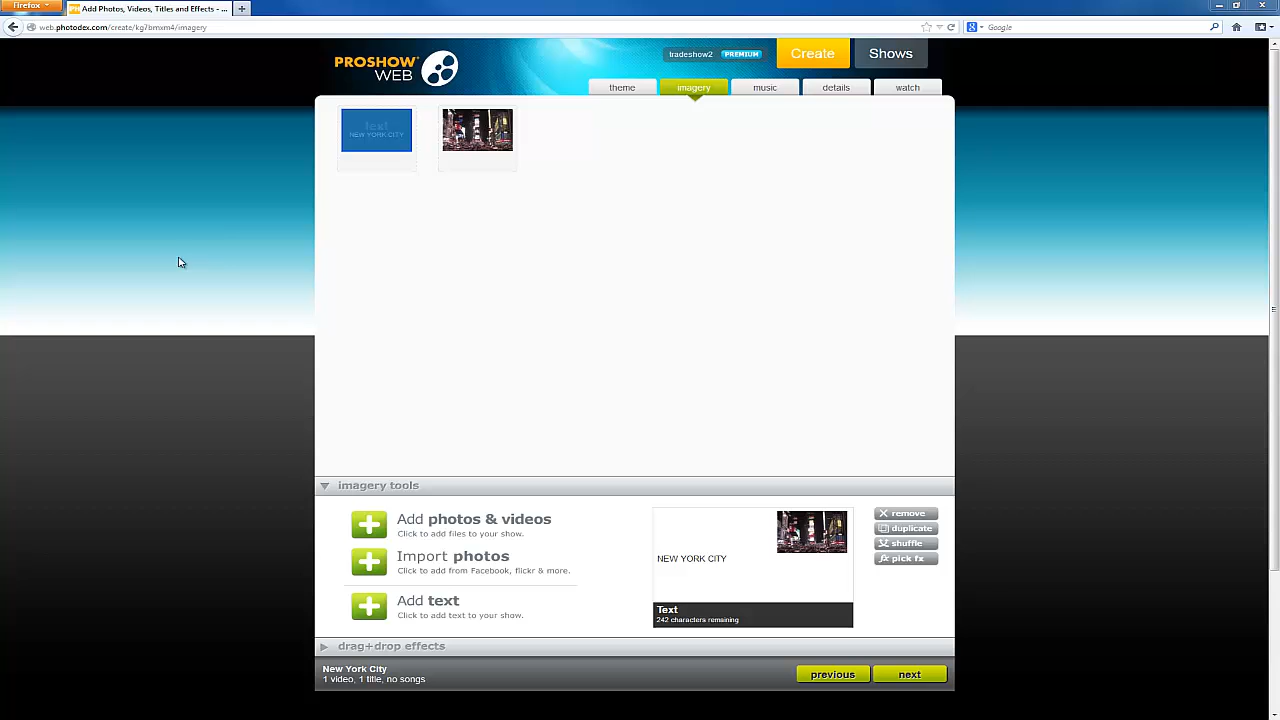 Firefox
Add Photos, Videos, Titles and Effects - ...
web.photodex.com/create/kg7bmxm4/imagery
Google
PROSHOW
WEB
tradeshow2 PREMIUM
Create
Shows
theme
imagery
music
details
watch
Text
NEW YORK CITY
imagery tools
Add photos & videos
Click to add files to your show.
Import photos
Click to add from Facebook, flickr & more.
Add text
Click to add text to your show.
NEW YORK CITY
Text
242 characters remaining
remove
duplicate
shuffle
fx pick fx
drag+drop effects
New York City
1 video, 1 title, no songs
previous
next